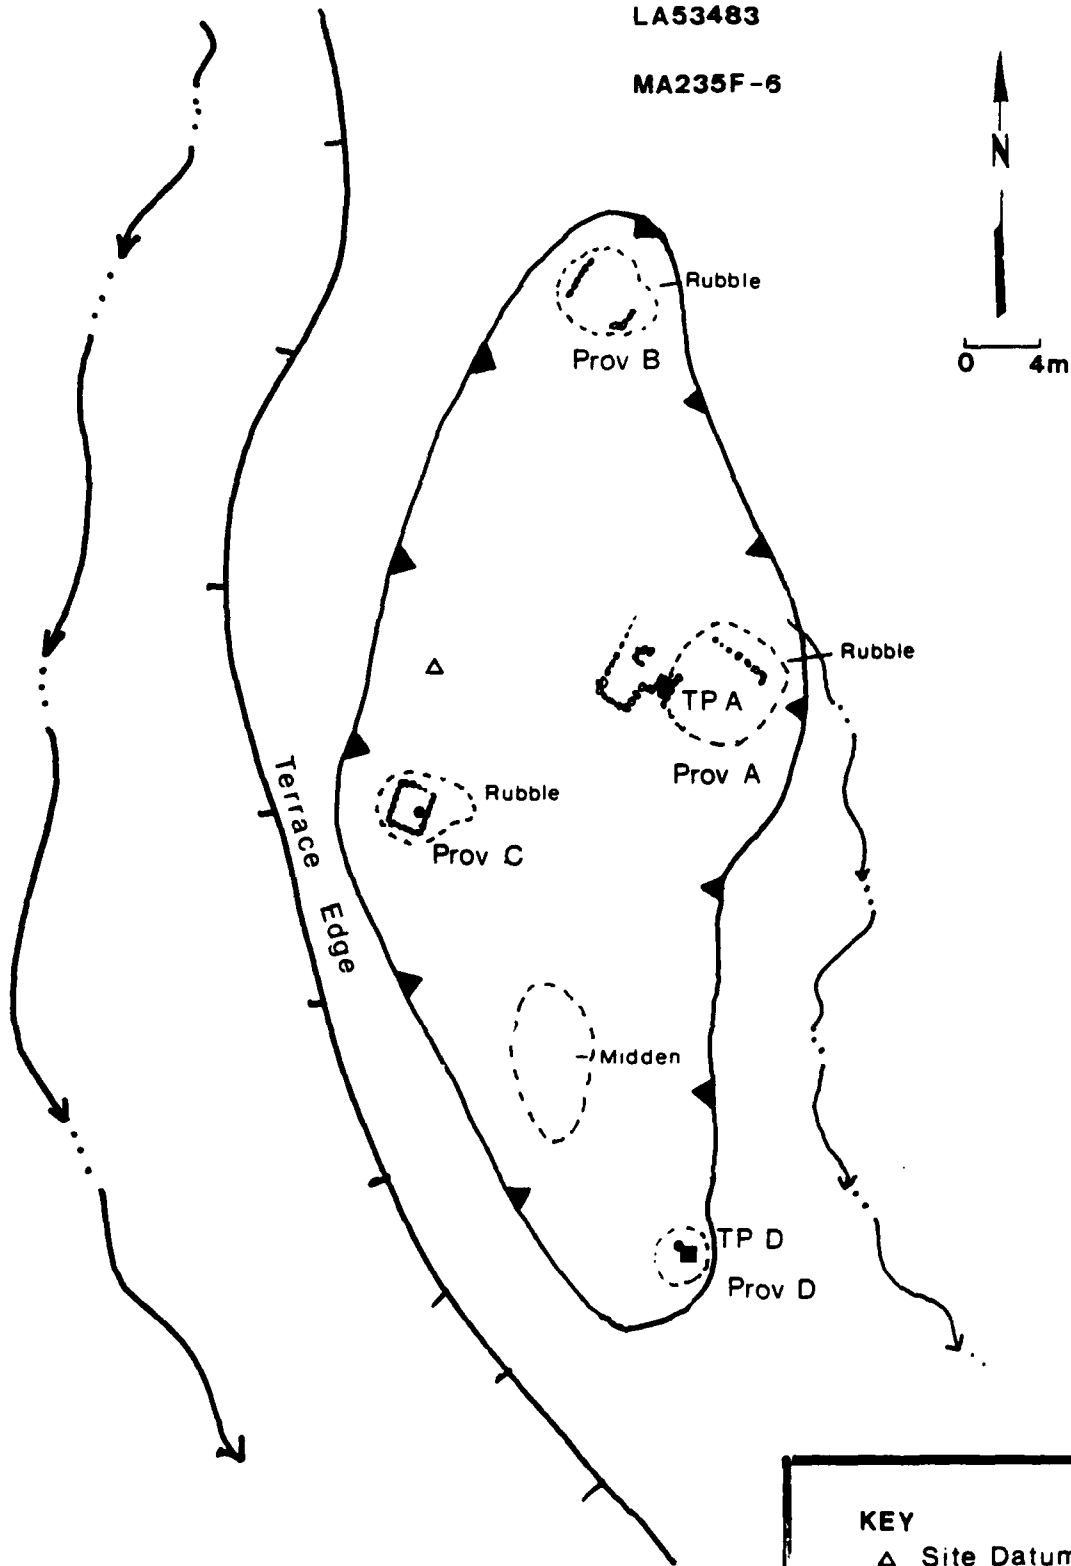 LA53483
MA235F-6
N
0 4m
Rubble
Prov B
Rubble
TP A
Prov A
Rubble
Prov C
Terrace Edge
Midden
TP D
Prov D
KEY
△ Site Datum